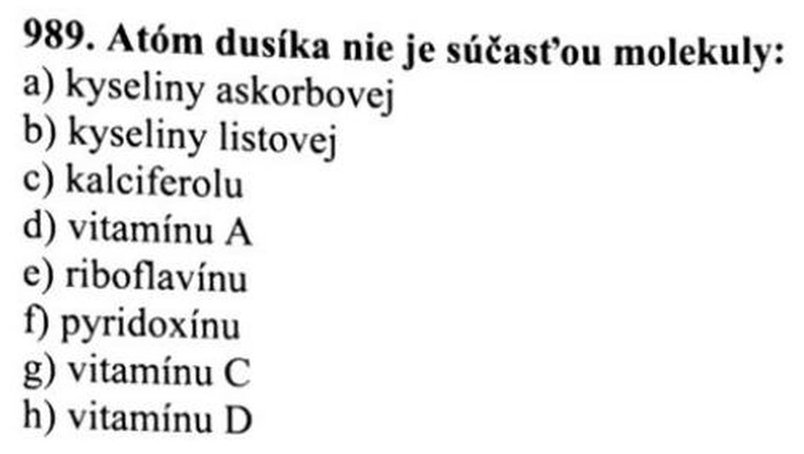 989. Atóm dusíka nie je súčasťou molekuly:
a) kyseliny askorbovej
b) kyseliny listovej
c) kalciferolu
d) vitamínu A
e) riboflavínu
f) pyridoxínu
g) vitamínu C
h) vitamínu D